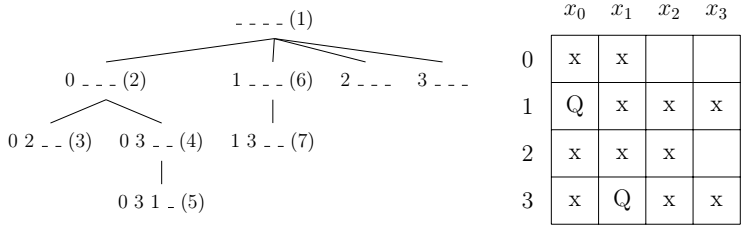 _ _ _ _ (1)
0 _ _ _ (2) 1 _ _ _ (6) 2 _ _ _ 3 _ _ _
0 2 _ _ (3) 0 3 _ _ (4) 1 3 _ _ (7)
0 3 1 _ (5)
x0 x1 x2 x3
0 x x
1 Q x x x
2 x x x
3 x Q x x